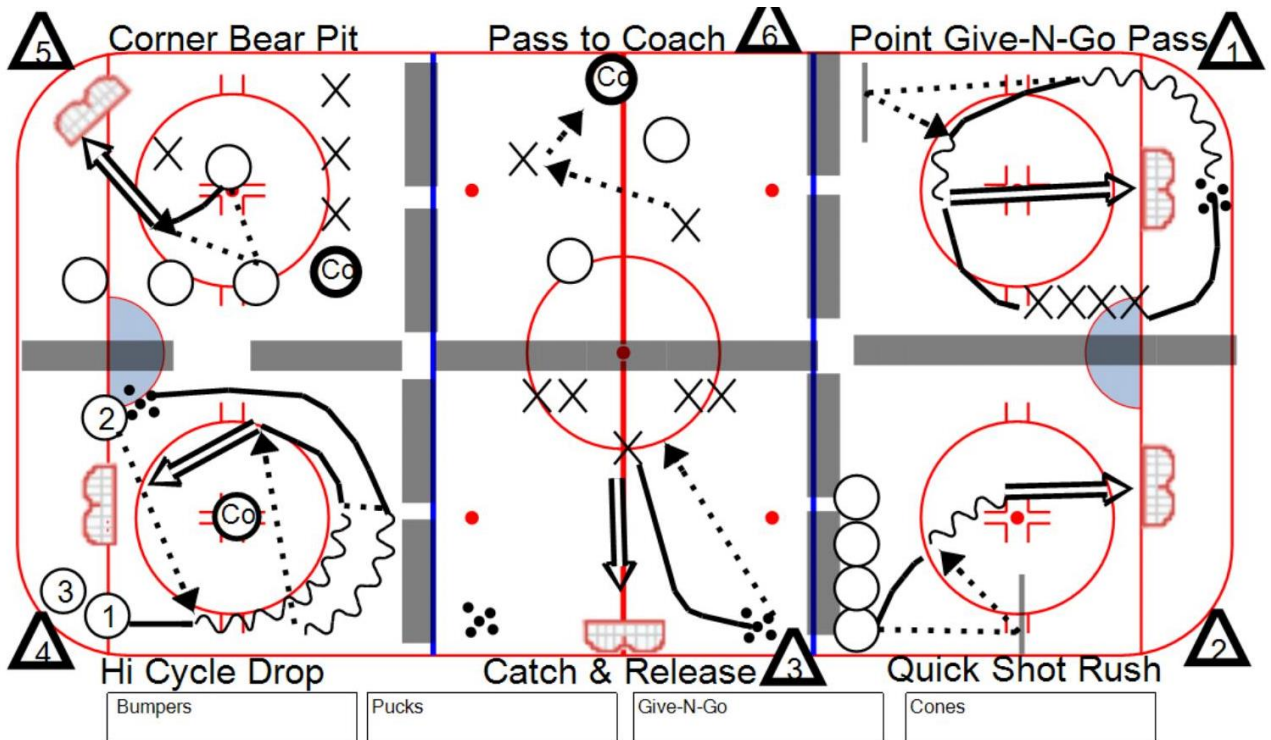 5
Corner Bear Pit
Pass to Coach
6
Point Give-N-Go Pass
1
Co
Co
2
Co
3
1
4
Hi Cycle Drop
Catch & Release
3
Quick Shot Rush
2
Bumpers
Pucks
Give-N-Go
Cones
Co